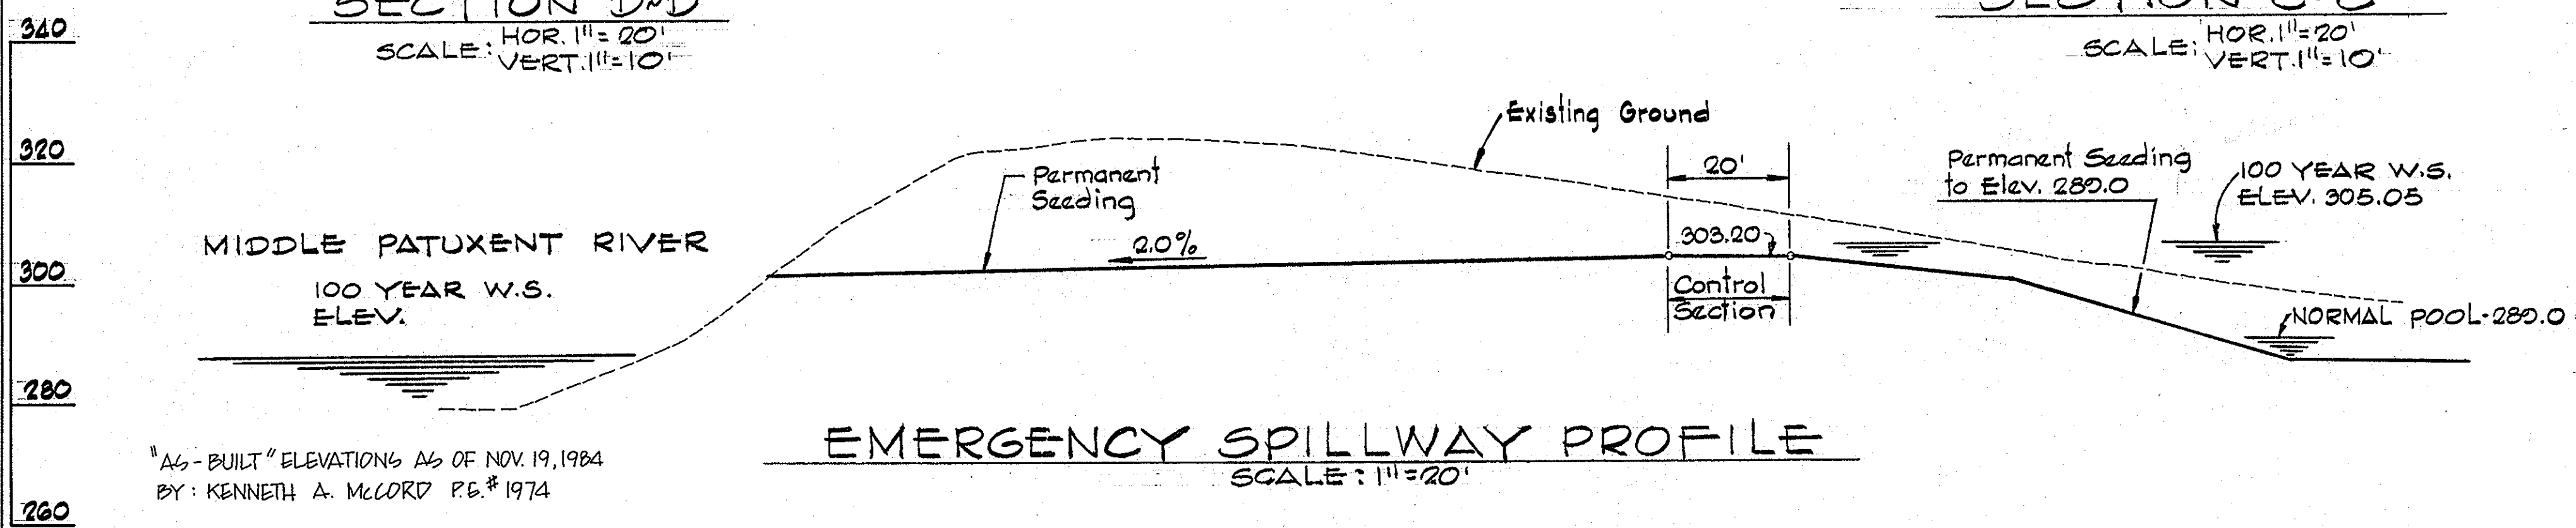 SECTION D-D
SCALE: HOR. 1"= 20'
VERT. 1"=10'
SCALE: HOR. 1"=20'
VERT. 1"=10'
340
320
300
280
260
Existing Ground
20'
Permanent Seeding
to Elev. 289.0
100 YEAR W.S.
ELEV. 305.05
Permanent
Seeding
MIDDLE PATUXENT RIVER
100 YEAR W.S.
ELEV.
2.0%
303.20
Control
Section
NORMAL POOL-289.0
EMERGENCY SPILLWAY PROFILE
SCALE: 1"=20'
"AS-BUILT" ELEVATIONS AS OF NOV. 19, 1984
BY: KENNETH A. McCORD P.E.# 1974